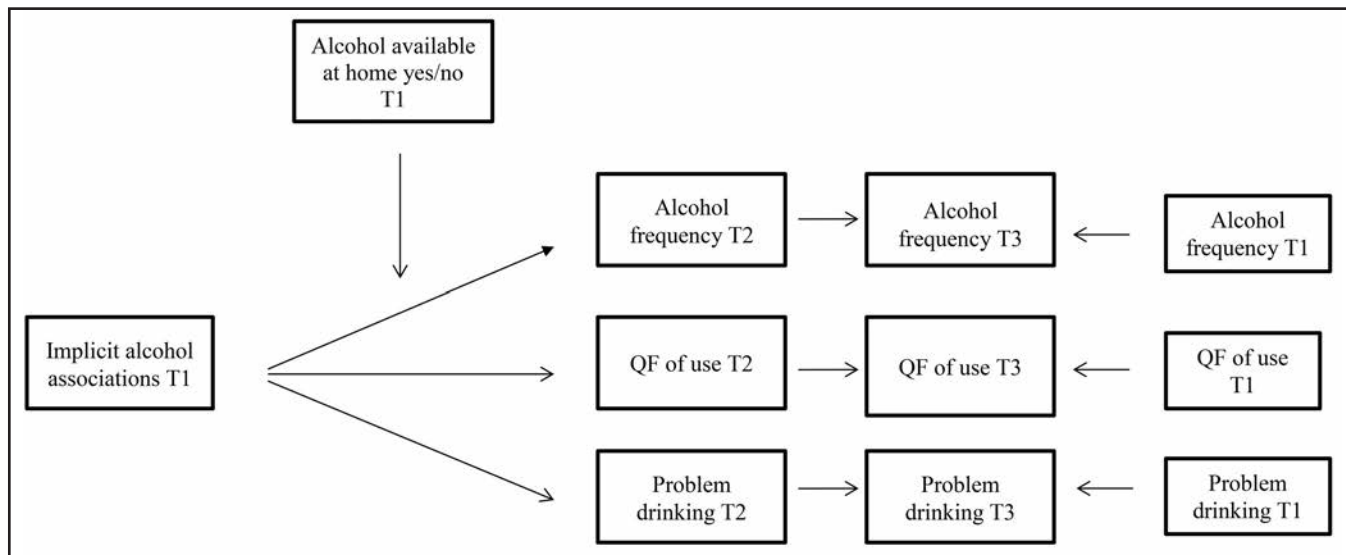 Alcohol available
at home yes/no
T1
Alcohol
frequency T2
Alcohol
frequency T3
Alcohol
frequency T1
Implicit alcohol
associations T1
QF of use T2
QF of use T3
QF of use
T1
Problem
drinking T2
Problem
drinking T3
Problem
drinking T1